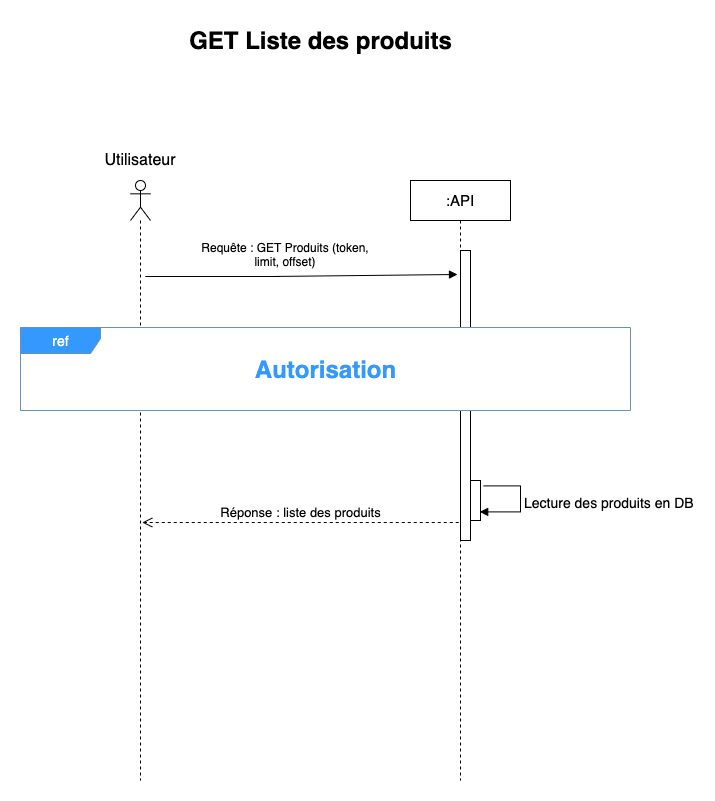 GET Liste des produits
Utilisateur
:API
Requête : GET Produits (token,
limit, offset)
ref
Autorisation
Lecture des produits en DB
Réponse : liste des produits